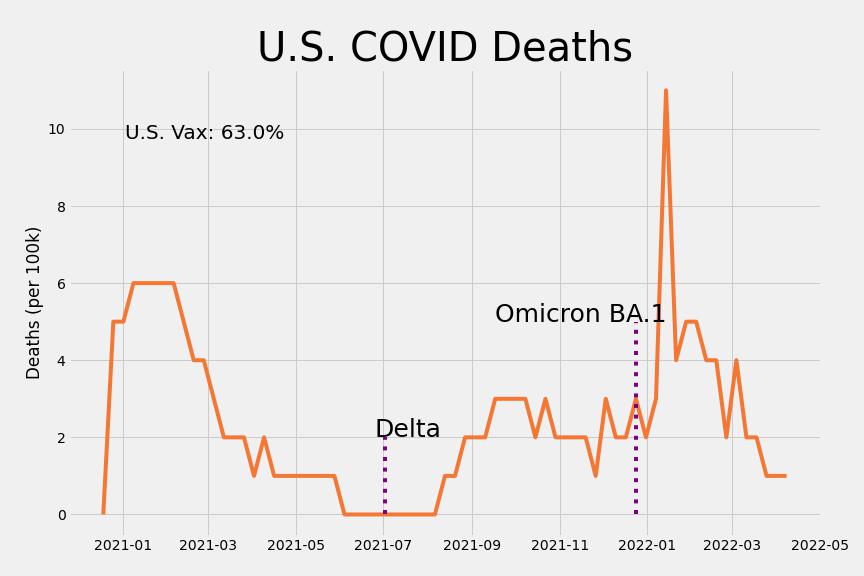 U.S. COVID Deaths
U.S. Vax: 63.0%
Omicron BA.1
Delta
Deaths (per 100k)
10
8
6
4
2
0
2021-01 2021-03 2021-05 2021-07 2021-09 2021-11 2022-01 2022-03 2022-05